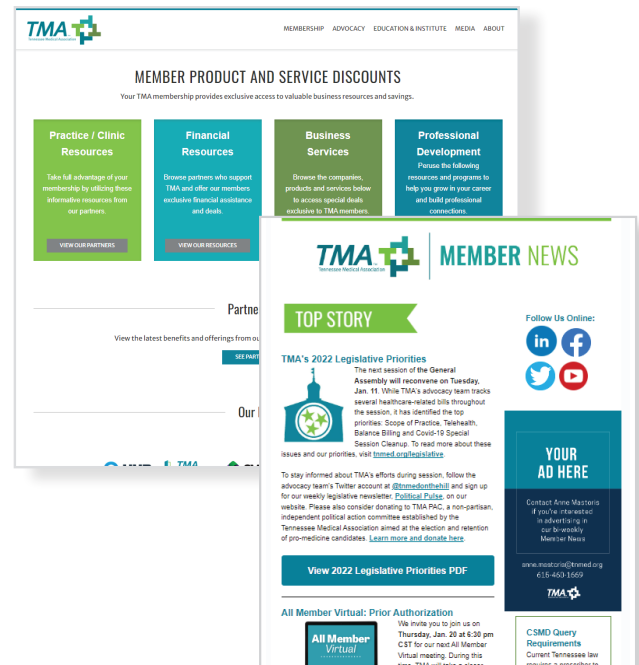 TMA
Tennessee Medical Association
MEMBERSHIP ADVOCACY EDUCATION & INSTITUTE MEDIA ABOUT
MEMBER PRODUCT AND SERVICE DISCOUNTS
Your TMA membership provides exclusive access to valuable business resources and savings.
Practice / Clinic
Resources
Take full advantage of your
membership by utilizing these
informative resources from
our partners.
VIEW OUR PARTNERS
Financial
Resources
Browse partners who support
TMA and offer our members
exclusive financial assistance
and deals.
VIEW OUR RESOURCES
Business
Services
Browse the companies,
products and services below
to access special deals
exclusive to TMA members.
Professional
Development
Peruse the following
resources and programs to
help you grow in your career
and build professional
connections.
Partne
View the latest benefits and offerings from ou
SEE PART
Our
TMA
Tennessee Medical Association
MEMBER NEWS
TOP STORY
TMA's 2022 Legislative Priorities
The next session of the General
Assembly will reconvene on Tuesday,
Jan. 11. While TMA's advocacy team tracks
several healthcare-related bills throughout
the session, it has identified the top
priorities: Scope of Practice, Telehealth,
Balance Billing and Covid-19 Special
Session Cleanup. To read more about these
issues and our priorities, visit tnmed.org/legislative.
To stay informed about TMA's efforts during session, follow the
advocacy team's Twitter account at @tnmedonthehill and sign up
for our weekly legislative newsletter, Political Pulse, on our
website. Please also consider donating to TMA PAC, a non-partisan,
independent political action committee established by the
Tennessee Medical Association aimed at the election and retention
of pro-medicine candidates. Learn more and donate here.
View 2022 Legislative Priorities PDF
All Member Virtual: Prior Authorization
All Member
Virtual
We invite you to join us on
Thursday, Jan. 20 at 6:30 pm
CST for our next All Member
Virtual meeting. During this
time, TMA will take a closer
Follow Us Online:
in
YOUR
AD HERE
Contact Anne Mastoris
if you're interested
in advertising in
our bi-weekly
Member News
anne.mastoris@tnmed.org
615-460-1669
TMA
CSMD Query
Requirements
Current Tennessee law
requires a prescriber to